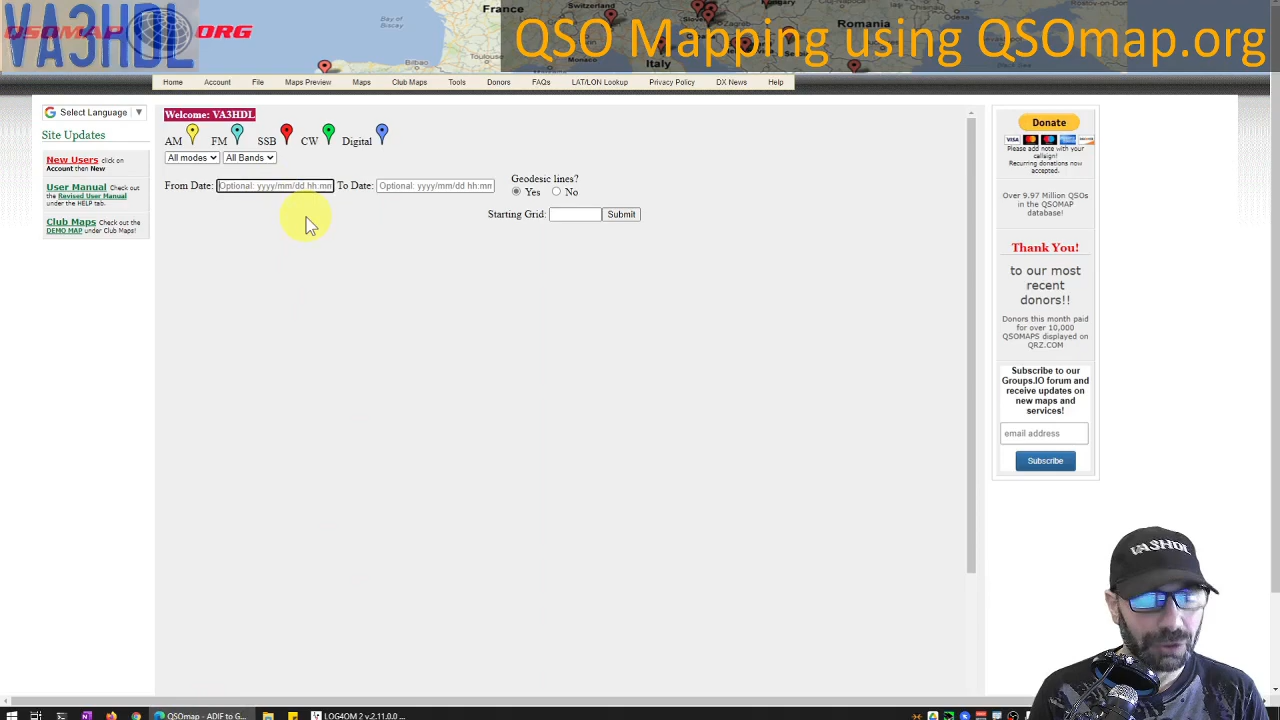 VA3HDL
QSOMAP ORG
QSO Mapping using QSOmap.org
France
Switzerland
Romania
Italy
Bay of
Biscay
Bilbao
Home Account File Maps Preview Maps Club Maps Tools Donors FAQs LAT/LON Lookup Privacy Policy DX News Help
Select Language ▼
Site Updates
New Users click on
Account then New
User Manual Check out
the Revised User Manual
under the HELP tab.
Club Maps Check out the
DEMO MAP under Club Maps!
Welcome: VA3HDL
AM FM SSB CW Digital
All modes All Bands
From Date: Optional: yyyy/mm/dd hh:mm To Date: Optional: yyyy/mm/dd hh:mm
Geodesic lines?
Yes No
Starting Grid: Submit
Donate
VISA
Please add note with your
callsign!
Recurring donations now
accepted.
Over 9.97 Million QSOs
in the QSOMAP
database!
Thank You!
to our most
recent
donors!!
Donors this month paid
for over 10,000
QSOMAPS displayed on
QRZ.COM
Subscribe to our
Groups.IO forum and
receive updates on
new maps and
services!
email address
Subscribe
VA3HDL
QSOmap - ADIF to ...
LOG4OM 2 v.2.11.0.0 ...